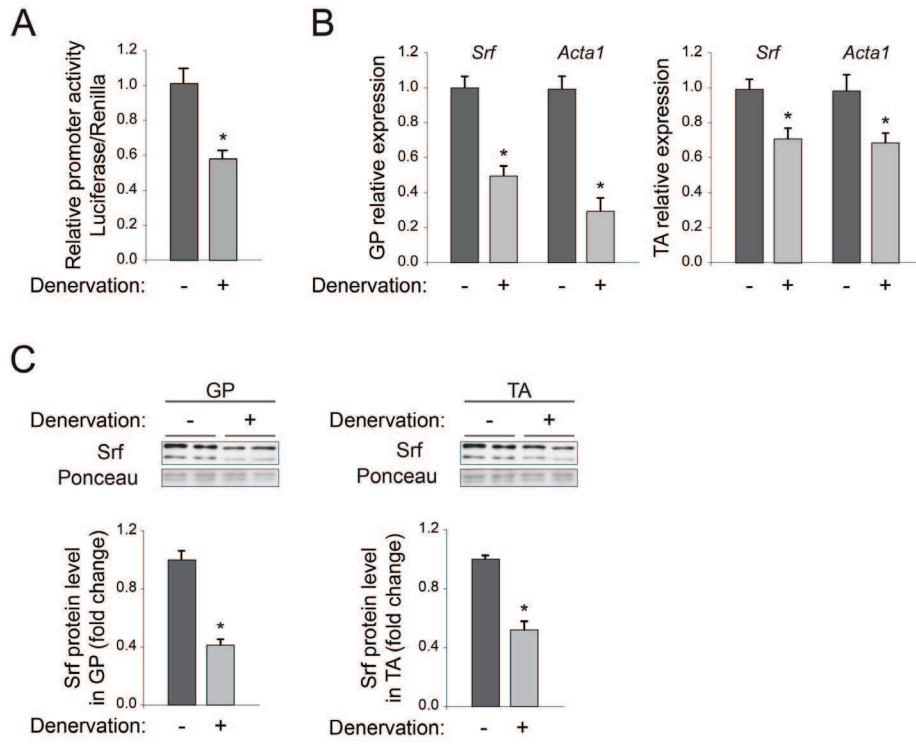 A
Relative promoter activity
Luciferase/Renilla
1.2
1.0
0.8
0.6
0.4
0.2
0.0
*
Denervation: - +
B
GP relative expression
1.2
1.0
0.8
0.6
0.4
0.2
0.0
Srf Acta1
* *
Denervation: - + - +
TA relative expression
1.2
1.0
0.8
0.6
0.4
0.2
0.0
Srf Acta1
* *
- + - +
C
GP
Denervation: - +
Srf
Ponceau
Srf protein level
in GP (fold change)
1.2
0.8
0.4
0.0
*
Denervation: - +
TA
Denervation: - +
Srf
Ponceau
Srf protein level
in TA (fold change)
1.2
0.8
0.4
0.0
*
Denervation: - +